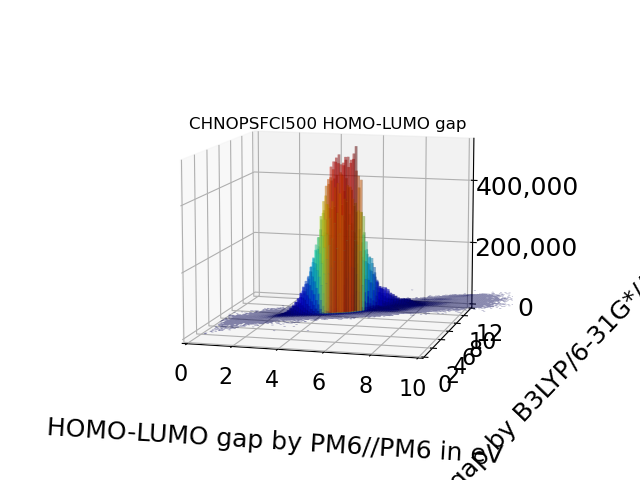 CHNOPSFCl500 HOMO-LUMO gap
400,000
200,000
0
0 2 4 6 8 10
0 2 4 6 8 10 12
HOMO-LUMO gap by PM6//PM6 in
gap by B3LYP/6-31G*//